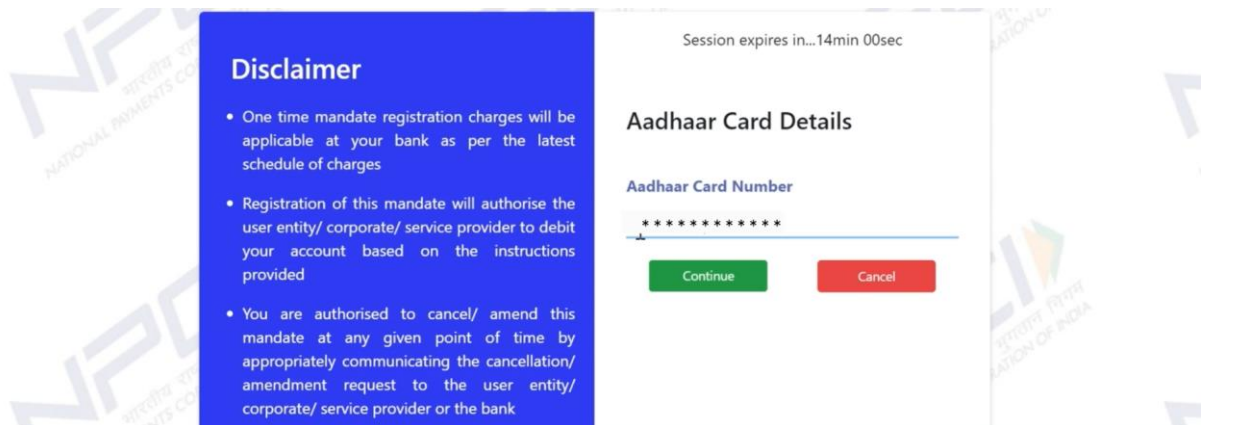 Disclaimer
• One time mandate registration charges will be
applicable at your bank as per the latest
schedule of charges
• Registration of this mandate will authorise the
user entity/ corporate/ service provider to debit
your account based on the instructions
provided
• You are authorised to cancel/ amend this
mandate at any given point of time by
appropriately communicating the cancellation/
amendment request to the user entity/
corporate/ service provider or the bank
Session expires in...14min 00sec
Aadhaar Card Details
Aadhaar Card Number
************
Continue
Cancel